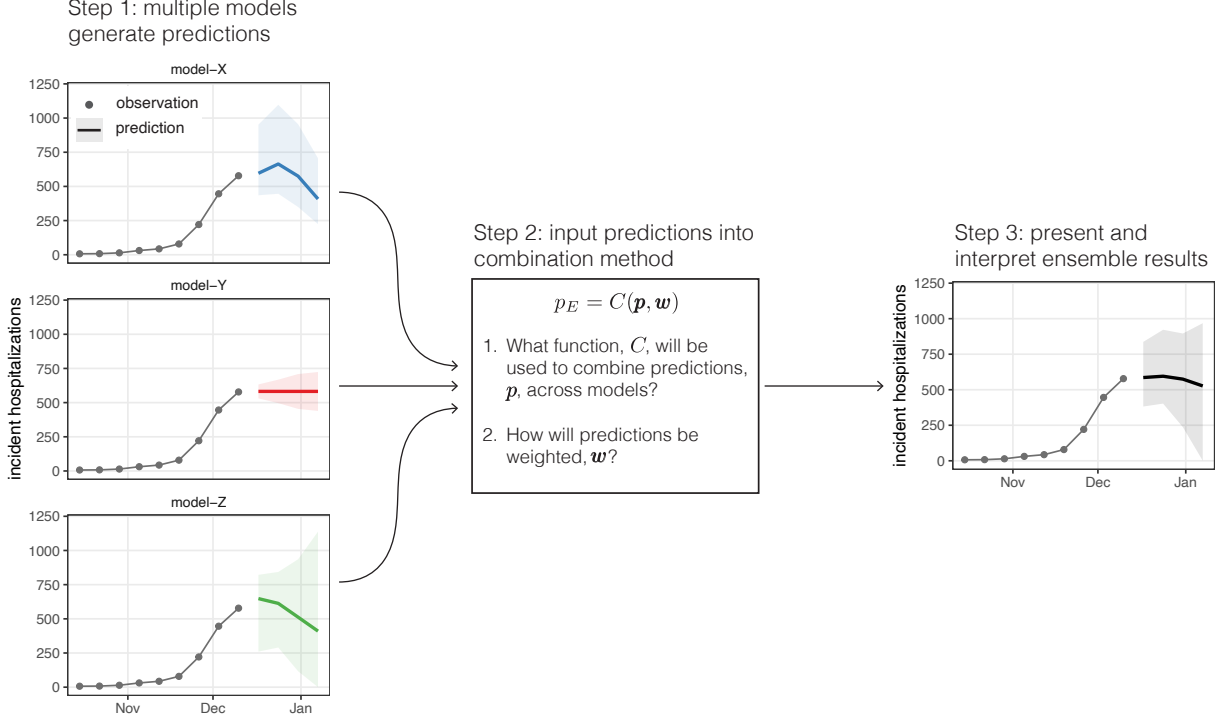 Step 1: multiple models
generate predictions
model-X
1250
1000
750
500
250
0
observation
prediction
model-Y
1250
1000
750
500
250
0
incident hospitalizations
model-Z
1250
1000
750
500
250
0
Nov
Dec
Jan
Step 2: input predictions into
combination method
p_E = C(p, w)
1. What function, C, will be
used to combine predictions,
p, across models?
2. How will predictions be
weighted, w?
Step 3: present and
interpret ensemble results
incident hospitalizations
1250
1000
750
500
250
0
Nov
Dec
Jan